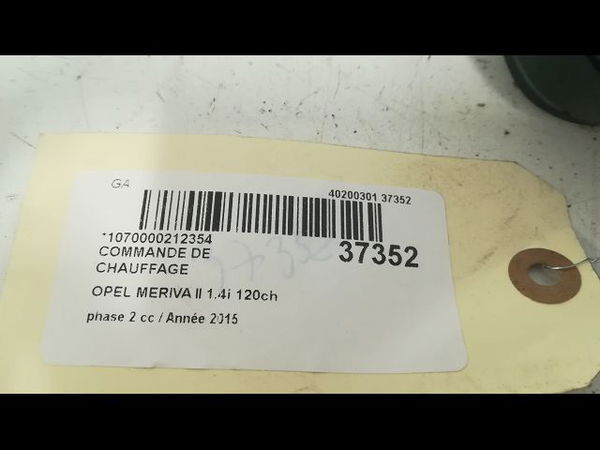 GA
40200301 37352
*1070000212354
37352
COMMANDE DE
CHAUFFAGE
OPEL MERIVA II 1.4i 120ch
phase 2 cc / Année 2015